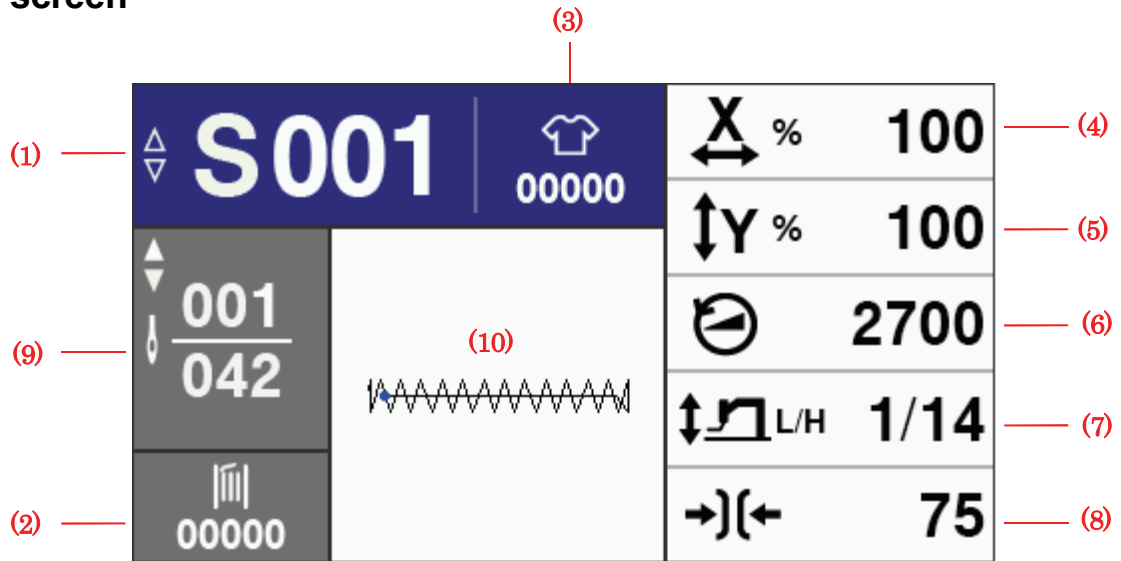 screen
(3)
(1) S001 00000 X % 100 (4)
Y % 100 (5)
(9) 001 (10) 2700 (6)
042
L/H 1/14 (7)
(2) 00000 75 (8)